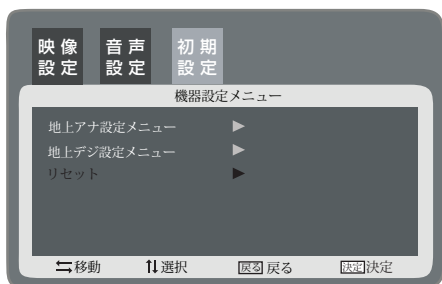 映像設定 音声設定 初期設定
機器設定メニュー
地上アナ設定メニュー ▶
地上デジ設定メニュー ▶
リセット ▶
⇆移動 ⇅選択 戻る 戻る 決定 決定